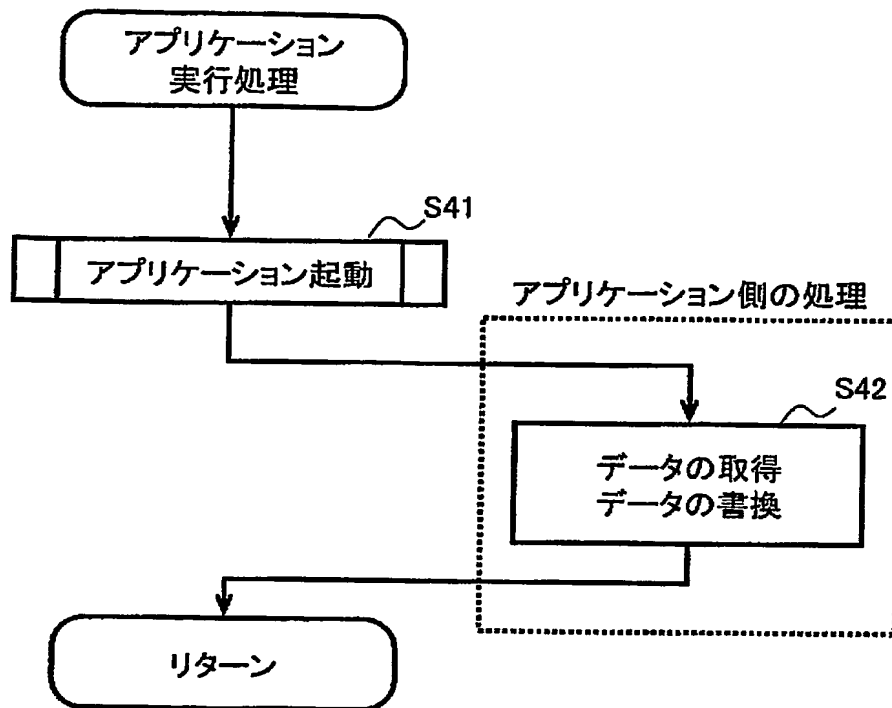 アプリケーション
実行処理
S41
アプリケーション起動
アプリケーション側の処理
S42
データの取得
データの書換
リターン